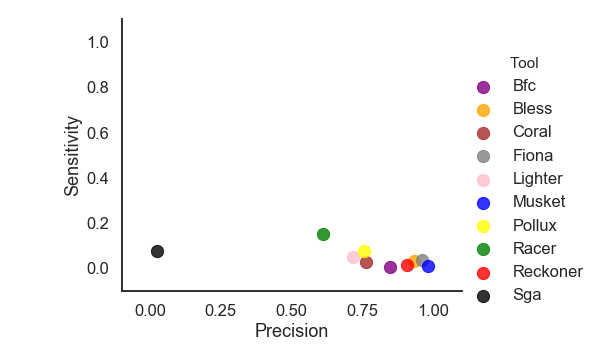 1.0
0.8
0.6
0.4
0.2
0.0
Sensitivity
0.00 0.25 0.50 0.75 1.00
Precision
Tool
Bfc
Bless
Coral
Fiona
Lighter
Musket
Pollux
Racer
Reckoner
Sga